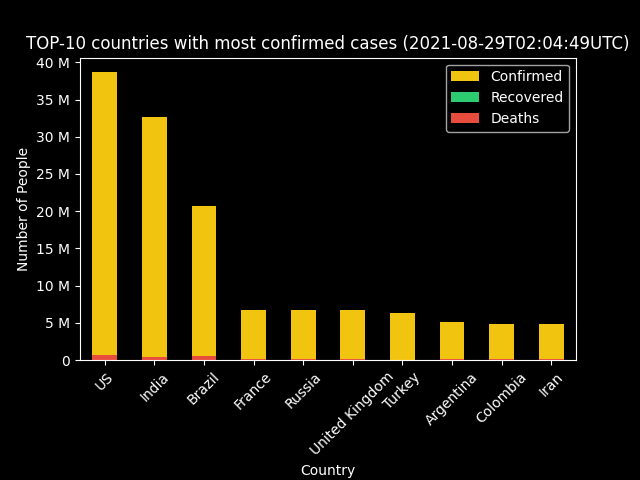 TOP-10 countries with most confirmed cases (2021-08-29T02:04:49UTC)
40 M
35 M
30 M
25 M
20 M
15 M
10 M
5 M
0
Number of People
Confirmed
Recovered
Deaths
US
India
Brazil
France
Russia
United Kingdom
Turkey
Argentina
Colombia
Iran
Country